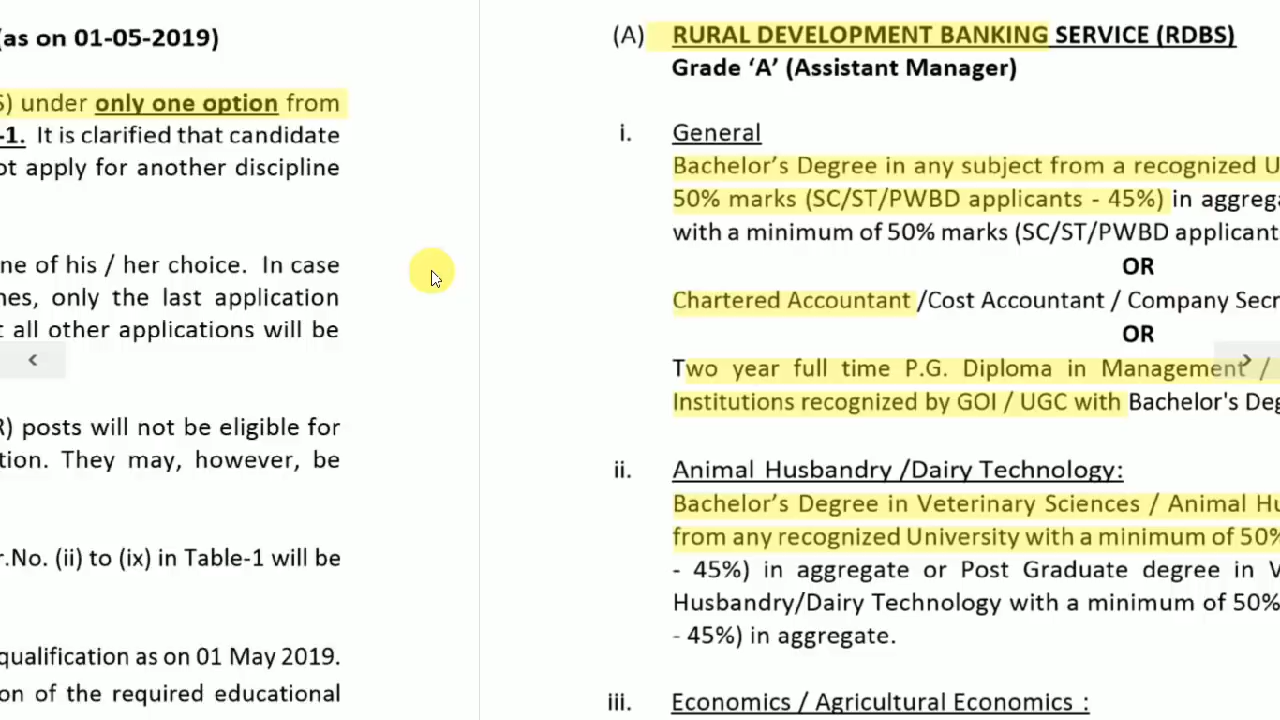 (as on 01-05-2019)
S) under only one option from
-1. It is clarified that candidate
ot apply for another discipline
ne of his / her choice. In case
nes, only the last application
t all other applications will be
R) posts will not be eligible for
tion. They may, however, be
r.No. (ii) to (ix) in Table-1 will be
qualification as on 01 May 2019.
on of the required educational
(A) RURAL DEVELOPMENT BANKING SERVICE (RDBS)
Grade ‘A’ (Assistant Manager)
i. General
Bachelor’s Degree in any subject from a recognized U
50% marks (SC/ST/PWBD applicants - 45%) in aggrega
with a minimum of 50% marks (SC/ST/PWBD applicant
OR
Chartered Accountant /Cost Accountant / Company Secr
OR
Two year full time P.G. Diploma in Management /
Institutions recognized by GOI / UGC with Bachelor's Deg
ii. Animal Husbandry /Dairy Technology:
Bachelor’s Degree in Veterinary Sciences / Animal Hu
from any recognized University with a minimum of 50%
- 45%) in aggregate or Post Graduate degree in V
Husbandry/Dairy Technology with a minimum of 50%
- 45%) in aggregate.
iii. Economics / Agricultural Economics :